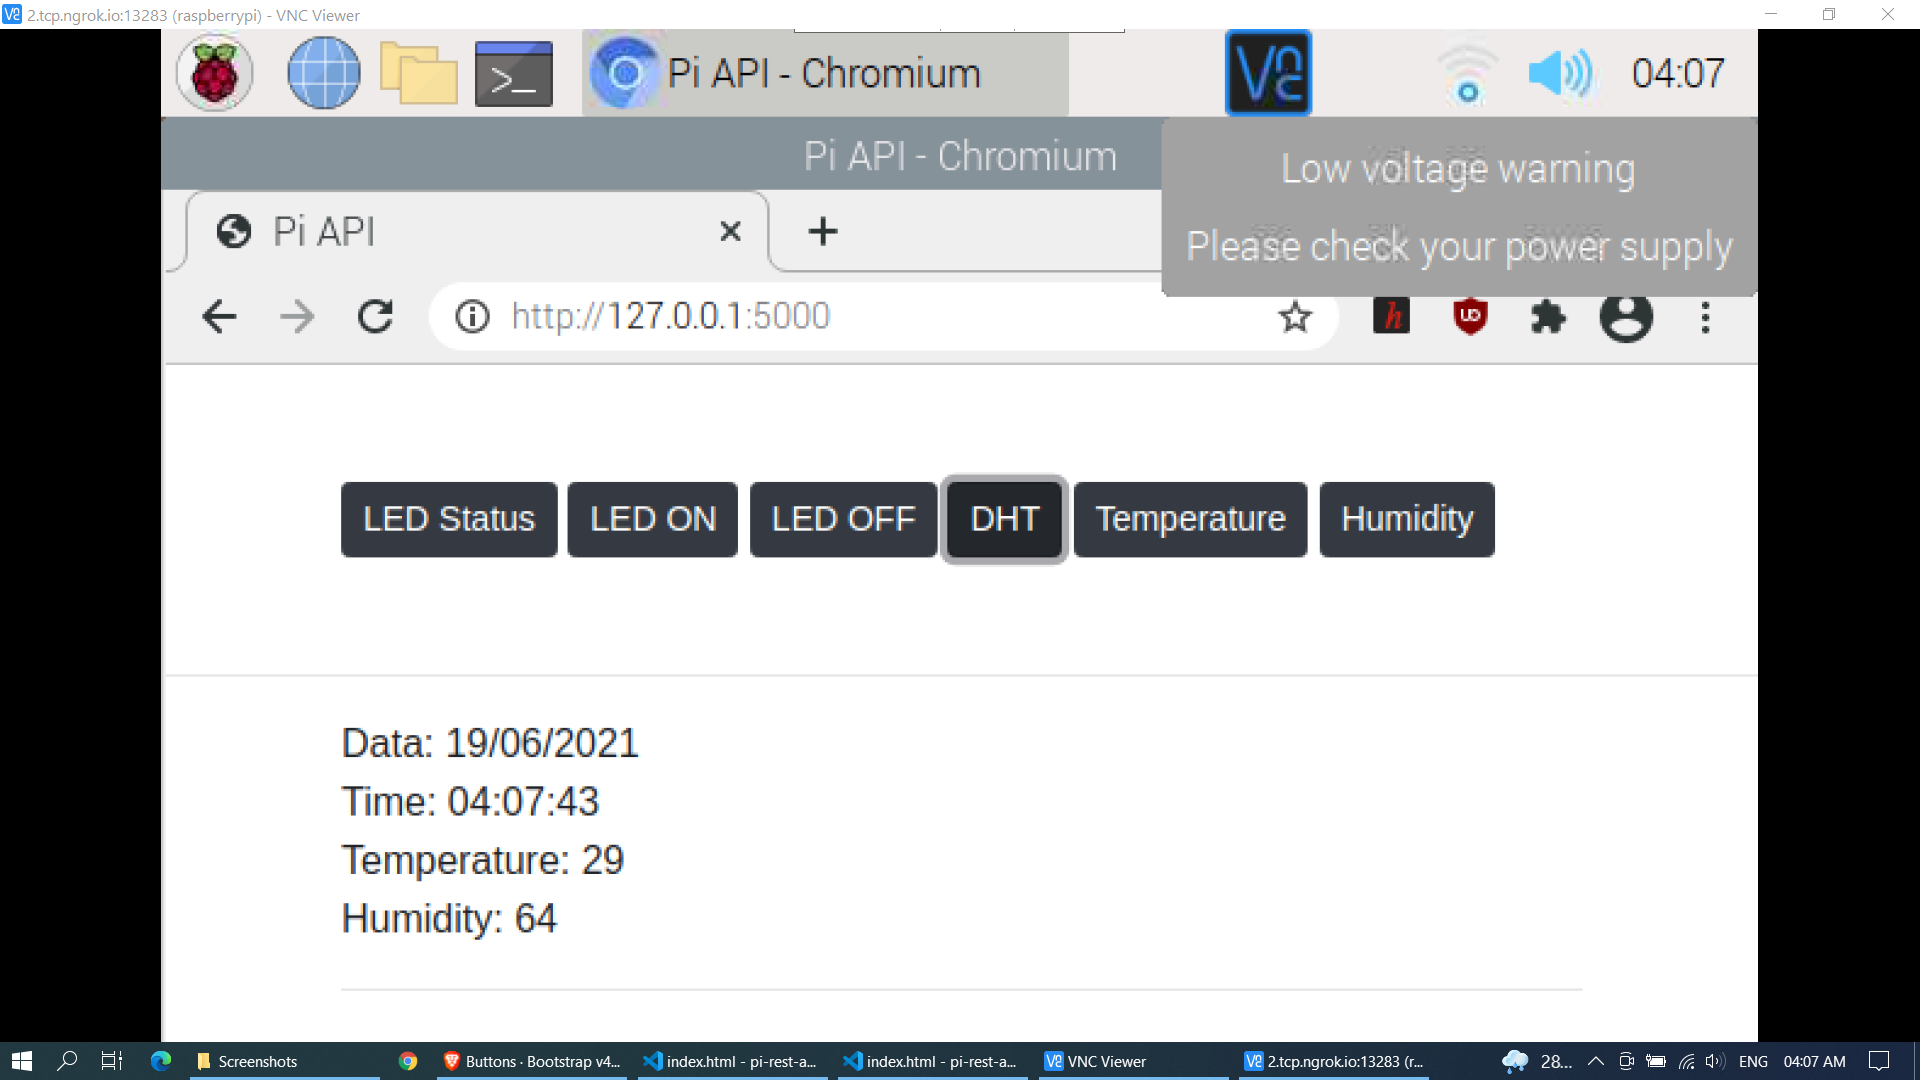 2.tcp.ngrok.io:13283 (raspberrypi) - VNC Viewer
Pi API - Chromium
04:07
Pi API - Chromium
Low voltage warning
Please check your power supply
Pi API
http://127.0.0.1:5000
LED Status
LED ON
LED OFF
DHT
Temperature
Humidity
Data: 19/06/2021
Time: 04:07:43
Temperature: 29
Humidity: 64
Screenshots
Buttons · Bootstrap v4...
index.html - pi-rest-a...
index.html - pi-rest-a...
VNC Viewer
2.tcp.ngrok.io:13283 (r...
28...
ENG
04:07 AM